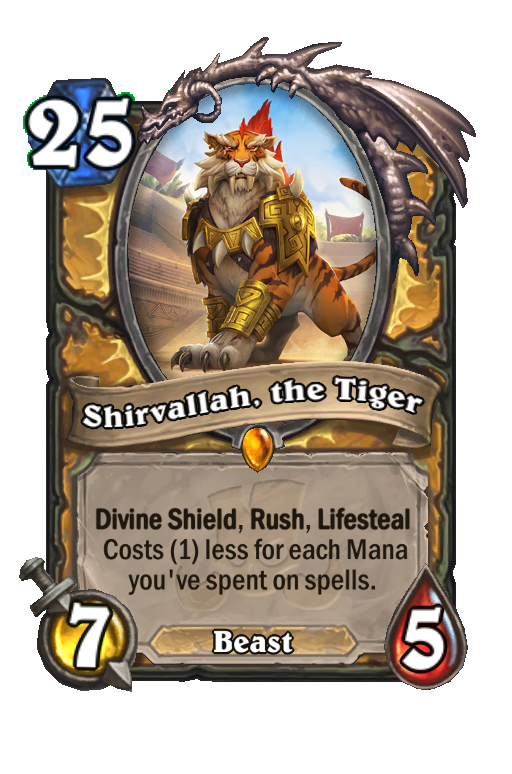 25
Shirvallah, the Tiger
Divine Shield, Rush, Lifesteal
Costs (1) less for each Mana
you've spent on spells.
7
Beast
5